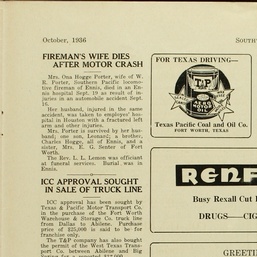 October, 1936
SOUTH
FIREMAN'S WIFE DIES
AFTER MOTOR CRASH
Mrs. Ona Hogge Porter, wife of W.
E. Porter, Southern Pacific locomo-
tive fireman of Ennis, died in an En-
nis hospital Sept. 19 as result of in-
juries in an automobile accident Sept.
15.
Her husband, injured in the same
accident, was taken to employes' hos-
pital in Houston with a fractured left
arm and other injuries.
Mrs. Porter is survived by her hus-
band; one son, Leonard; a brother,
Charles Hogge, all of Ennis, and a
sister, Mrs. E. G. Senter of Fort
Worth.
The Rev. L. L. Lemon was officiant
at funeral services. Burial was in
Ennis.
ICC APPROVAL SOUGHT
IN SALE OF TRUCK LINE
ICC approval has been sought by
Texas & Pacific Motor Transport Co.
in the purchase of the Fort Worth
Warehouse & Storage Co. truck line
from Dallas to Abilene. Purchase
price of $25,000 is said to be for
franchise only.
The T&P company has also bought
the permit of the West Texas Trans-
port Co. between Abilene and Big
Spring for a reported $17,000.
FOR TEXAS DRIVING—
T&P
AERO
MOTOR
OIL
Texas Pacific Coal and Oil Co.
FORT WORTH, TEXAS
RENF
Busy Rexall Cut
DRUGS—CIG
GREETI